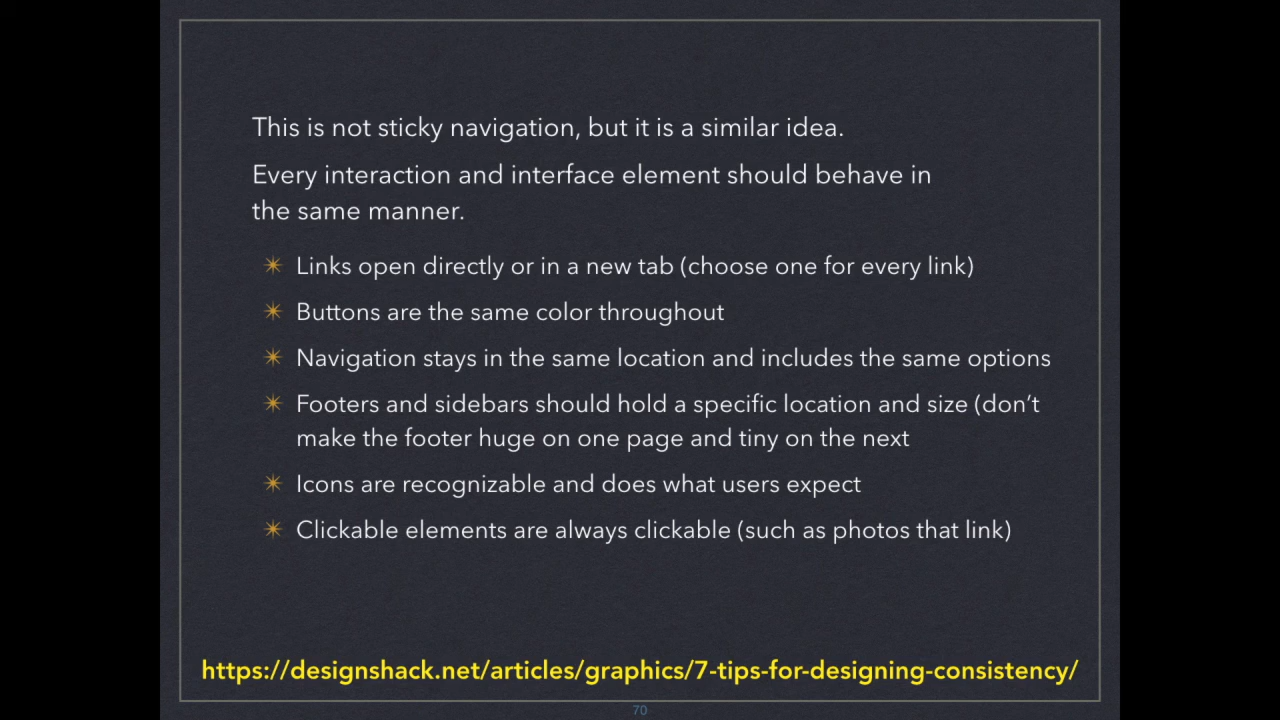 This is not sticky navigation, but it is a similar idea.
Every interaction and interface element should behave in
the same manner.
Links open directly or in a new tab (choose one for every link)
Buttons are the same color throughout
Navigation stays in the same location and includes the same options
Footers and sidebars should hold a specific location and size (don’t
make the footer huge on one page and tiny on the next
Icons are recognizable and does what users expect
Clickable elements are always clickable (such as photos that link)
https://designshack.net/articles/graphics/7-tips-for-designing-consistency/
70